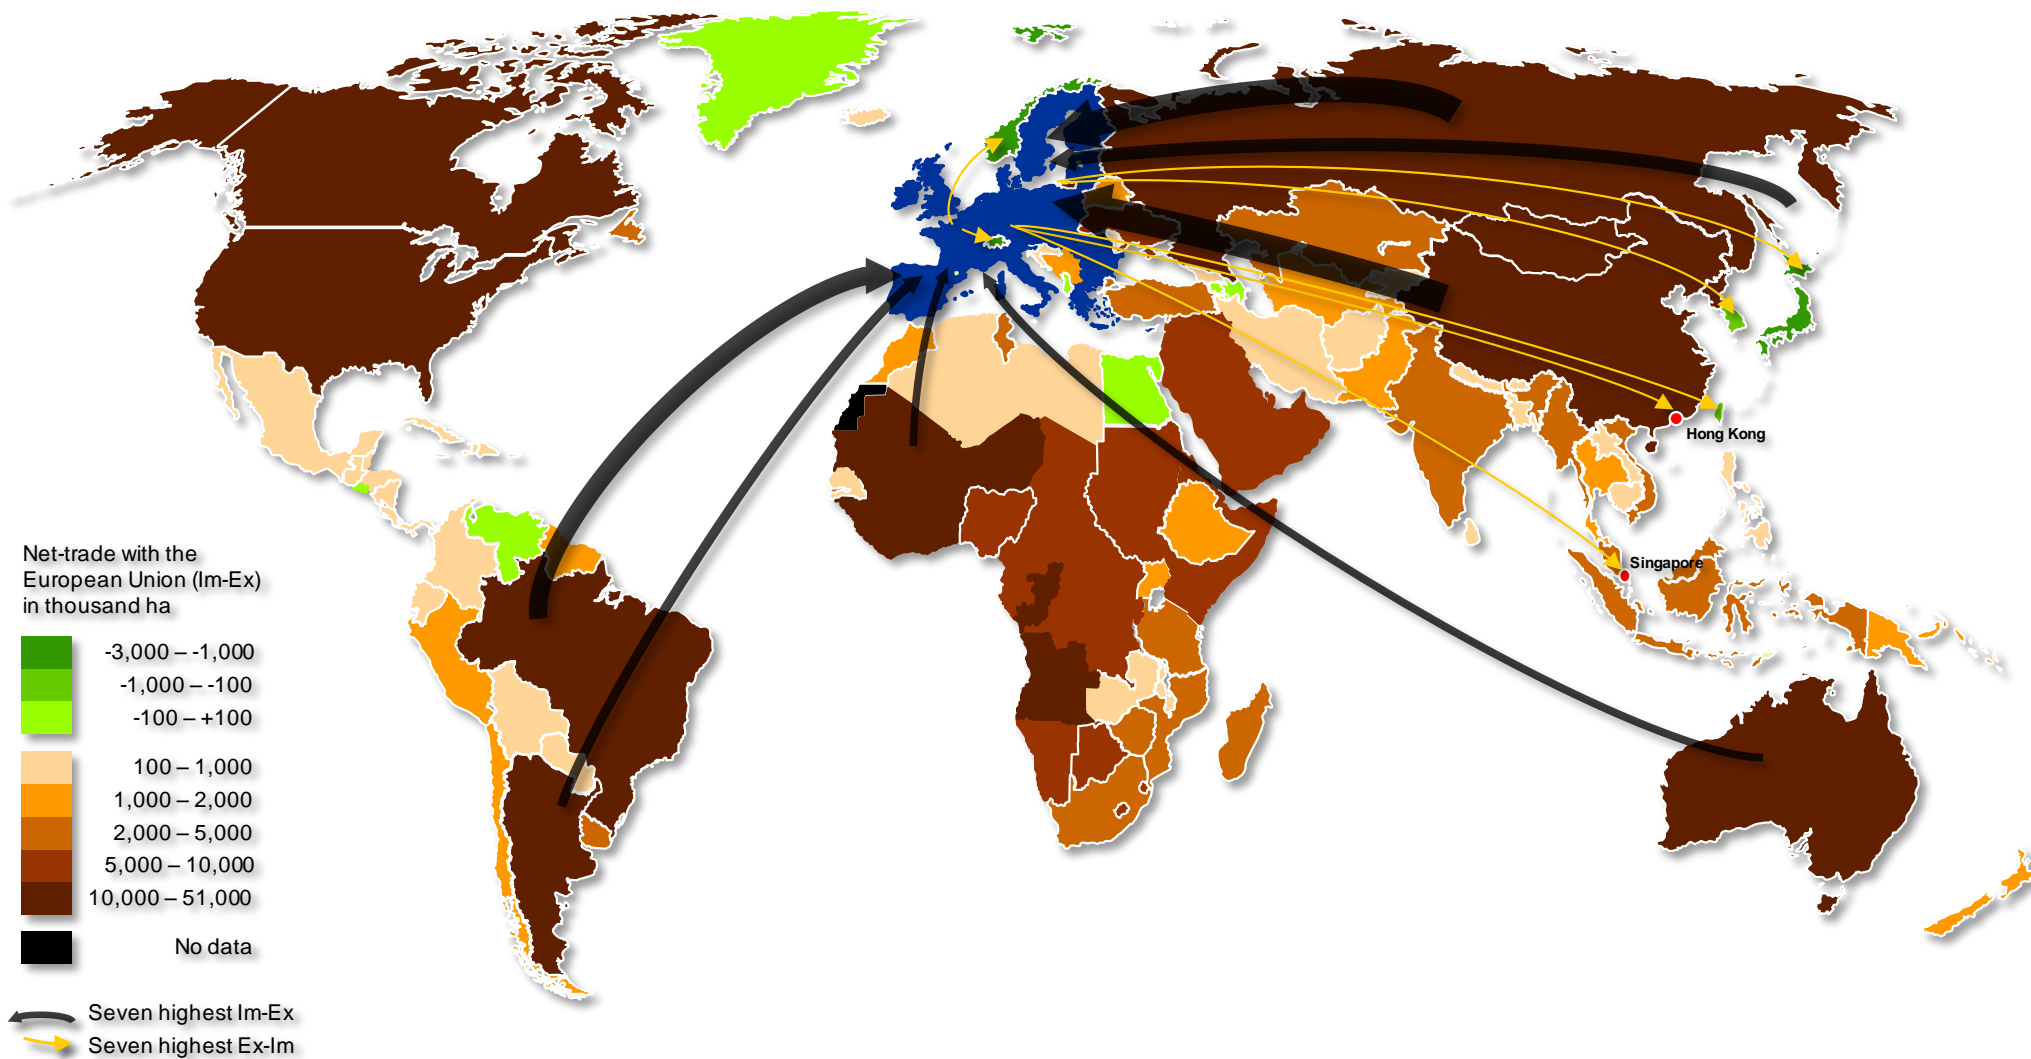 Hong Kong
Singapore
Net-trade with the
European Union (Im-Ex)
in thousand ha
-3,000 – -1,000
-1,000 – -100
-100 – +100
100 – 1,000
1,000 – 2,000
2,000 – 5,000
5,000 – 10,000
10,000 – 51,000
No data
Seven highest Im-Ex
Seven highest Ex-Im